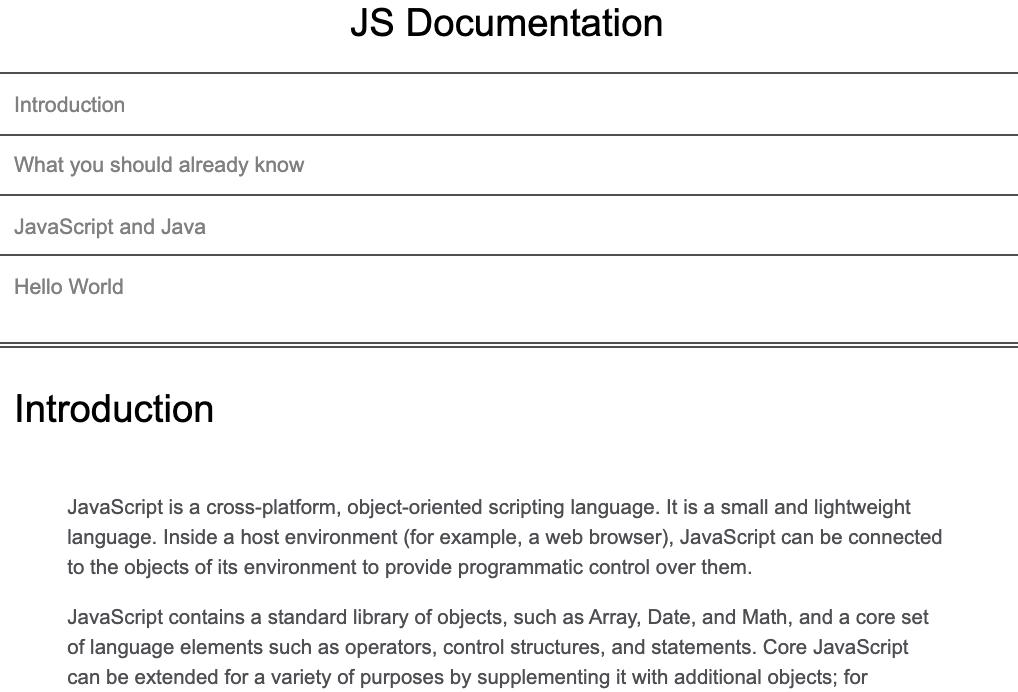 JS Documentation
Introduction
What you should already know
JavaScript and Java
Hello World
Introduction
JavaScript is a cross-platform, object-oriented scripting language. It is a small and lightweight
language. Inside a host environment (for example, a web browser), JavaScript can be connected
to the objects of its environment to provide programmatic control over them.
JavaScript contains a standard library of objects, such as Array, Date, and Math, and a core set
of language elements such as operators, control structures, and statements. Core JavaScript
can be extended for a variety of purposes by supplementing it with additional objects; for